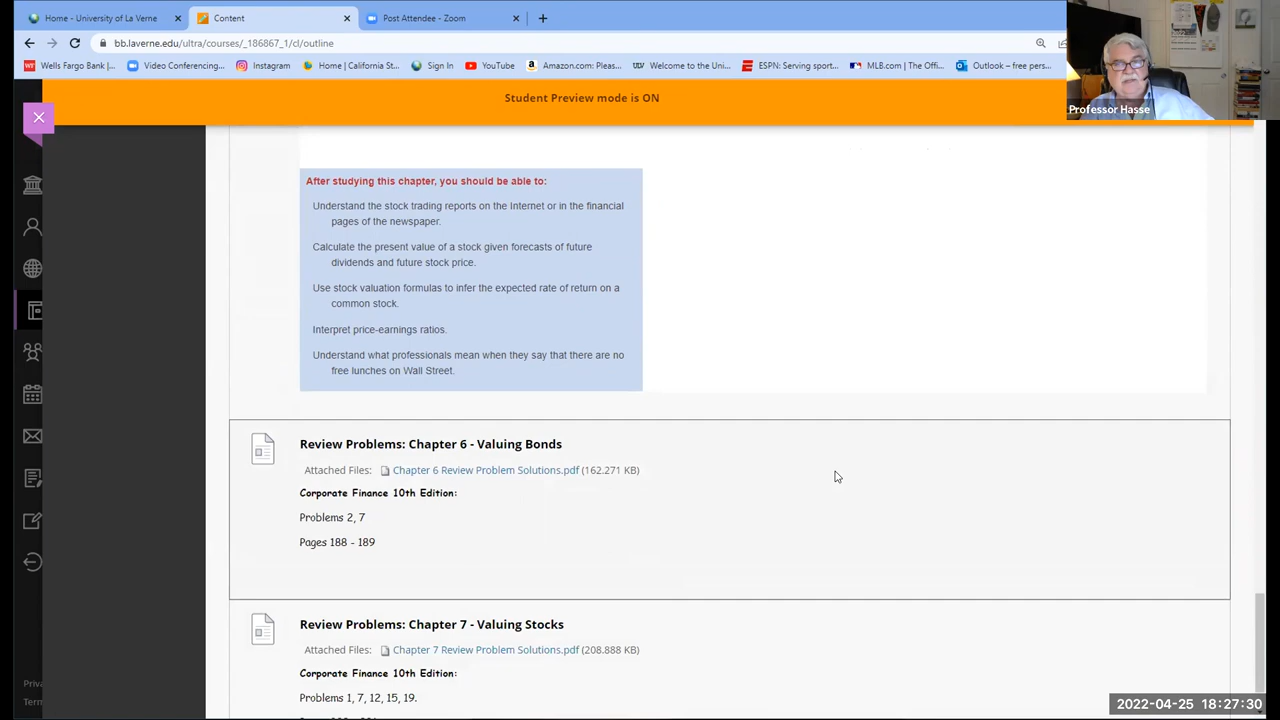 Home - University of La Verne
Content
Post Attendee - Zoom
bb.laverne.edu/ultra/courses/_186867_1/cl/outline
Wells Fargo Bank |...
Video Conferencing...
Instagram
Home | California St...
Sign In
YouTube
Amazon.com: Pleas...
Welcome to the Uni...
ESPN: Serving sport...
MLB.com | The Offi...
Outlook – free pers...
Student Preview mode is ON
Professor Hasse
After studying this chapter, you should be able to:
Understand the stock trading reports on the Internet or in the financial
pages of the newspaper.
Calculate the present value of a stock given forecasts of future
dividends and future stock price.
Use stock valuation formulas to infer the expected rate of return on a
common stock.
Interpret price-earnings ratios.
Understand what professionals mean when they say that there are no
free lunches on Wall Street.
Review Problems: Chapter 6 - Valuing Bonds
Attached Files: Chapter 6 Review Problem Solutions.pdf (162.271 KB)
Corporate Finance 10th Edition:
Problems 2, 7
Pages 188 - 189
Review Problems: Chapter 7 - Valuing Stocks
Attached Files: Chapter 7 Review Problem Solutions.pdf (208.888 KB)
Corporate Finance 10th Edition:
Problems 1, 7, 12, 15, 19.
Priva
Term
2022-04-25 18:27:30